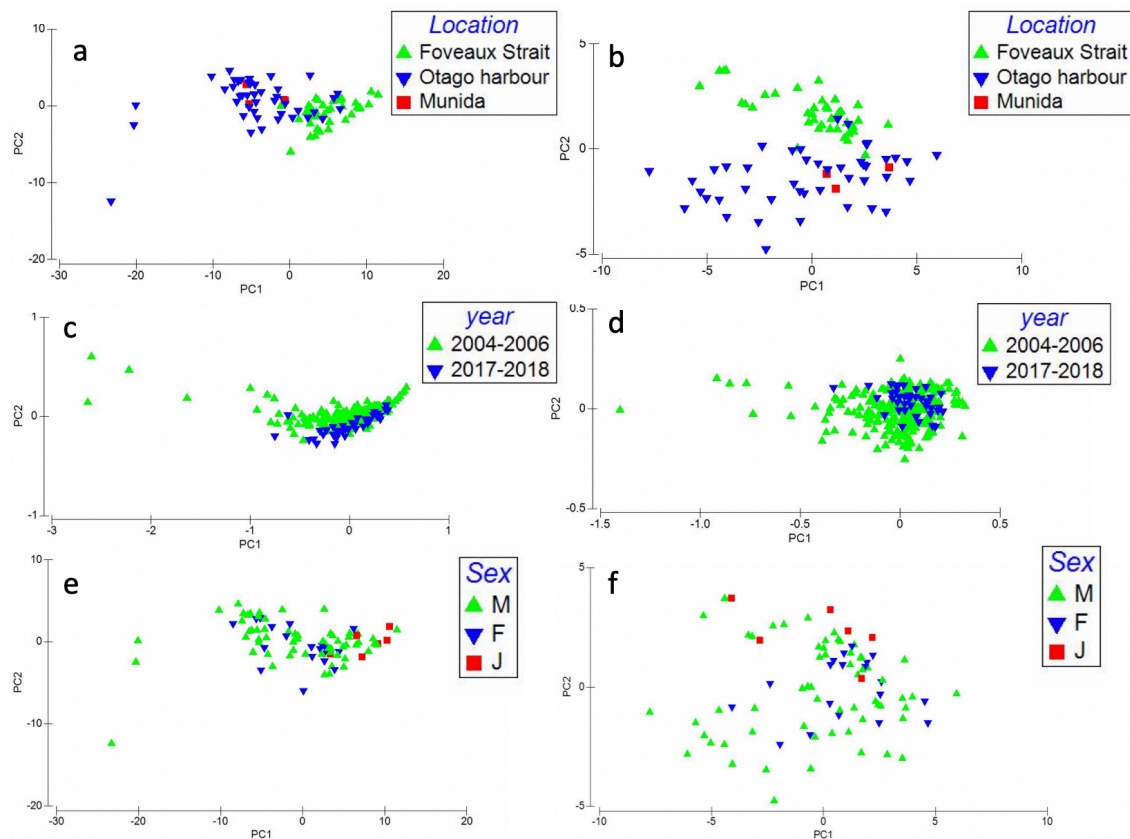 a
Location
Foveaux Strait
Otago harbour
Munida
10
0
-10
-20
PC2
-30
-20
-10
0
10
20
PC1
b
Location
Foveaux Strait
Otago harbour
Munida
5
0
-5
PC2
-10
-5
0
5
10
PC1
c
year
2004-2006
2017-2018
1
0
-1
PC2
-3
-2
-1
0
1
PC1
d
year
2004-2006
2017-2018
0.5
0
-0.5
PC2
-1.5
-1.0
-0.5
0
0.5
PC1
e
Sex
M
F
J
10
0
-10
-20
PC2
-30
-20
-10
0
10
20
PC1
f
Sex
M
F
J
5
0
-5
PC2
-10
-5
0
5
10
PC1